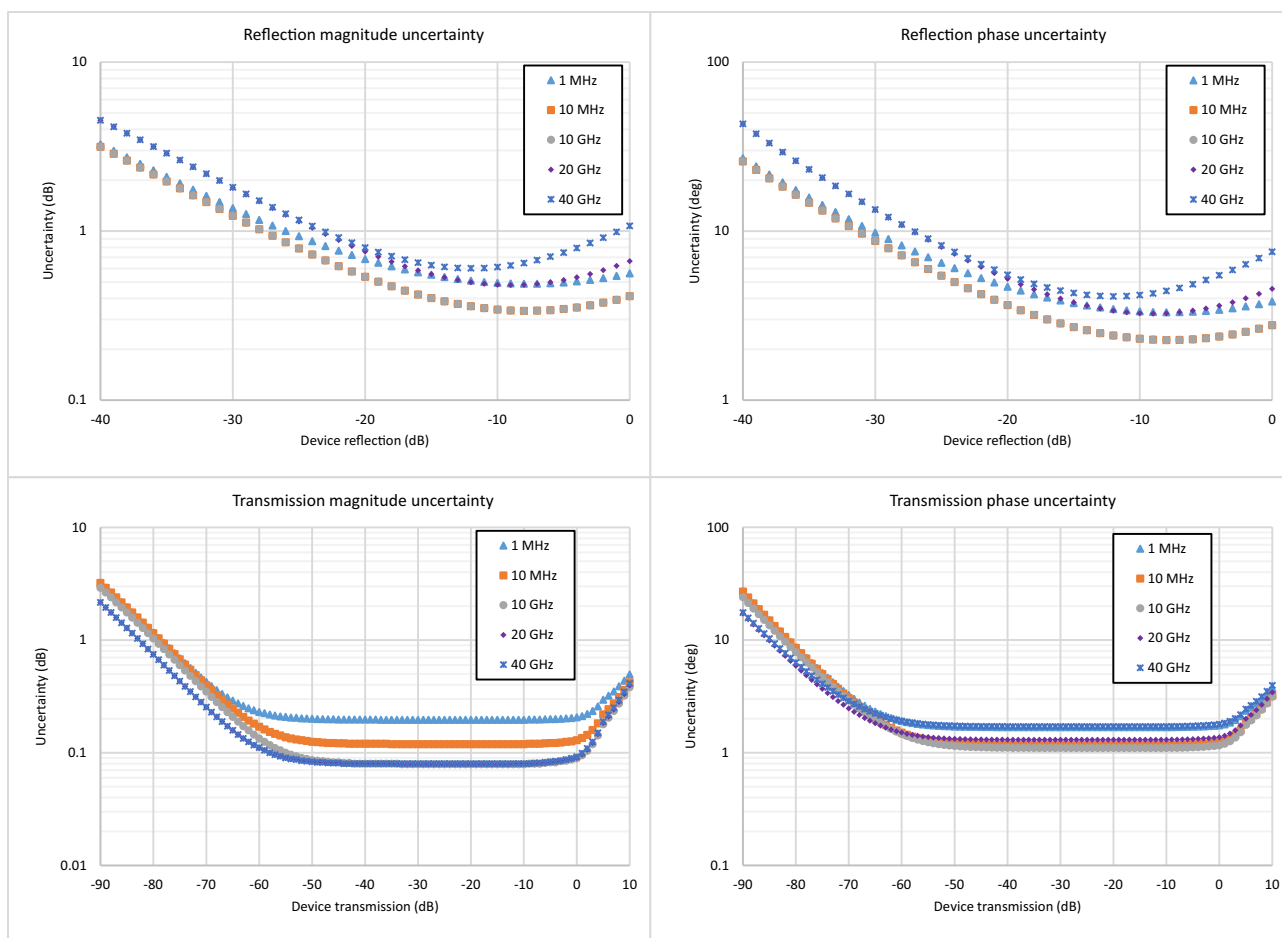 Reflection magnitude uncertainty
10
1
0.1
Uncertainty (dB)
1 MHz
10 MHz
10 GHz
20 GHz
40 GHz
-40
-30
-20
-10
0
Device reflection (dB)
Reflection phase uncertainty
100
10
1
Uncertainty (deg)
1 MHz
10 MHz
10 GHz
20 GHz
40 GHz
-40
-30
-20
-10
0
Device reflection (dB)
Transmission magnitude uncertainty
10
1
0.1
0.01
Uncertainty (dB)
1 MHz
10 MHz
10 GHz
20 GHz
40 GHz
-90
-80
-70
-60
-50
-40
-30
-20
-10
0
10
Device transmission (dB)
Transmission phase uncertainty
100
10
1
0.1
Uncertainty (deg)
1 MHz
10 MHz
10 GHz
20 GHz
40 GHz
-90
-80
-70
-60
-50
-40
-30
-20
-10
0
10
Device transmission (dB)